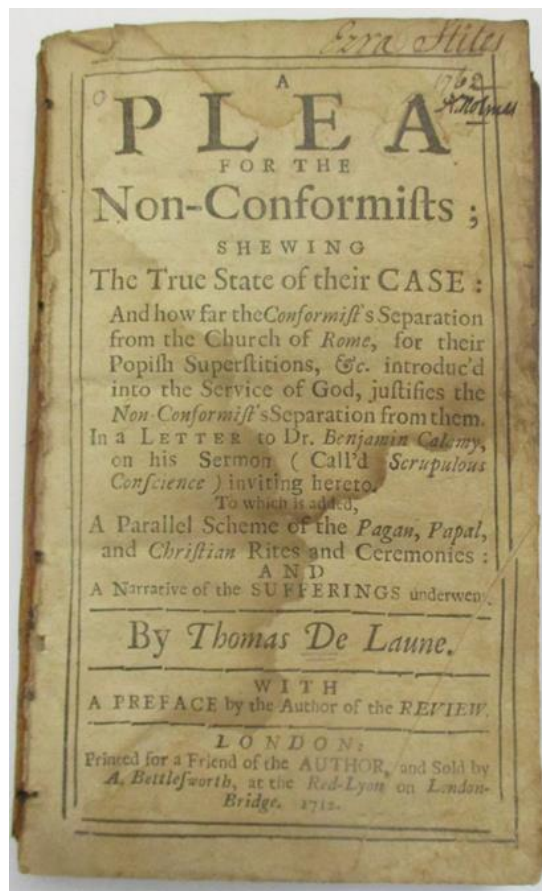 Ezra Stiles
1762
A Holmes
A
PLEA
FOR THE
Non-Conformiſts;
SHEWING
The True State of their CASE:
And how far the Conformiſt's Separation
from the Church of Rome, for their
Popiſh Superſtitions, &c. introduc'd
into the Service of God, juſtifies the
Non-Conformiſt's Separation from them.
In a LETTER to Dr. Benjamin Calamy,
on his Sermon (Call'd Scrupulous
Conſcience) inviting hereto.
To which is added,
A Parallel Scheme of the Pagan, Papal,
and Chriſtian Rites and Ceremonies:
AND
A Narrative of the SUFFERINGS underwent.
By Thomas De Laune.
WITH
A PREFACE by the Author of the REVIEW.
LONDON:
Printed for a Friend of the AUTHOR, and Sold by
A. Bettleſworth, at the Red-Lyon on London-
Bridge. 1712.